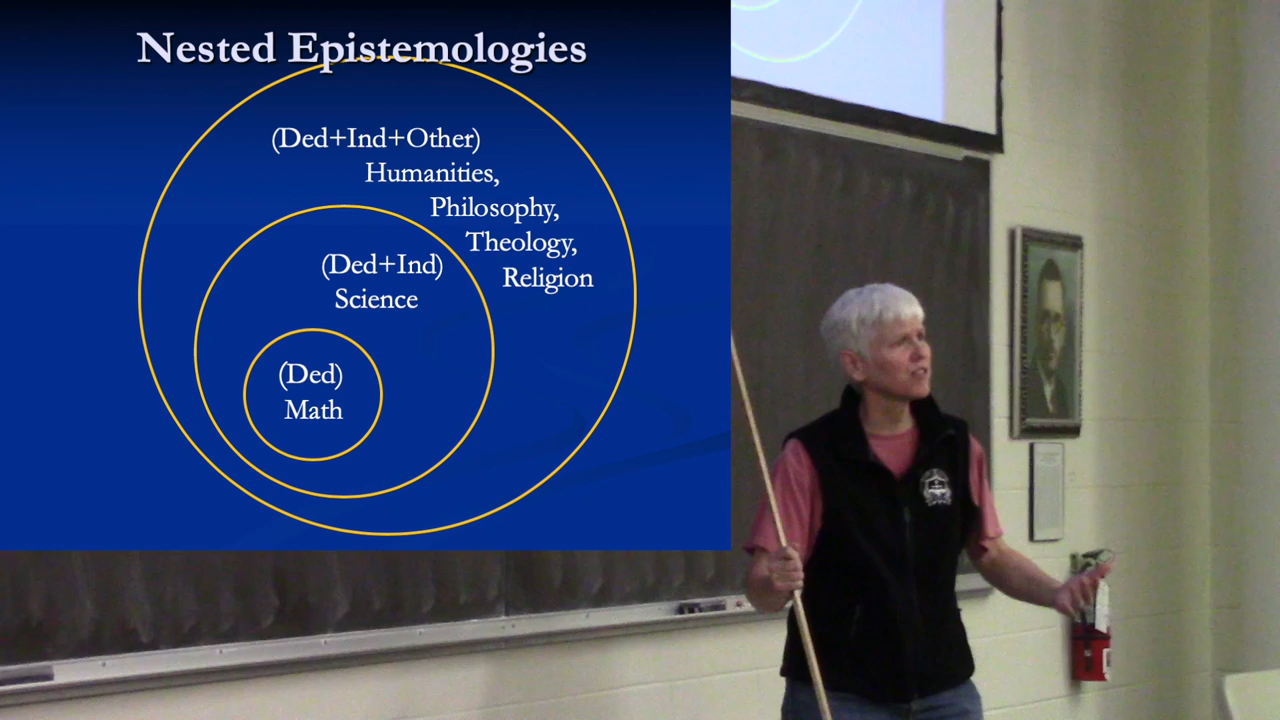 Nested Epistemologies
(Ded+Ind+Other)
Humanities,
Philosophy,
Theology,
Religion
(Ded+Ind)
Science
(Ded)
Math